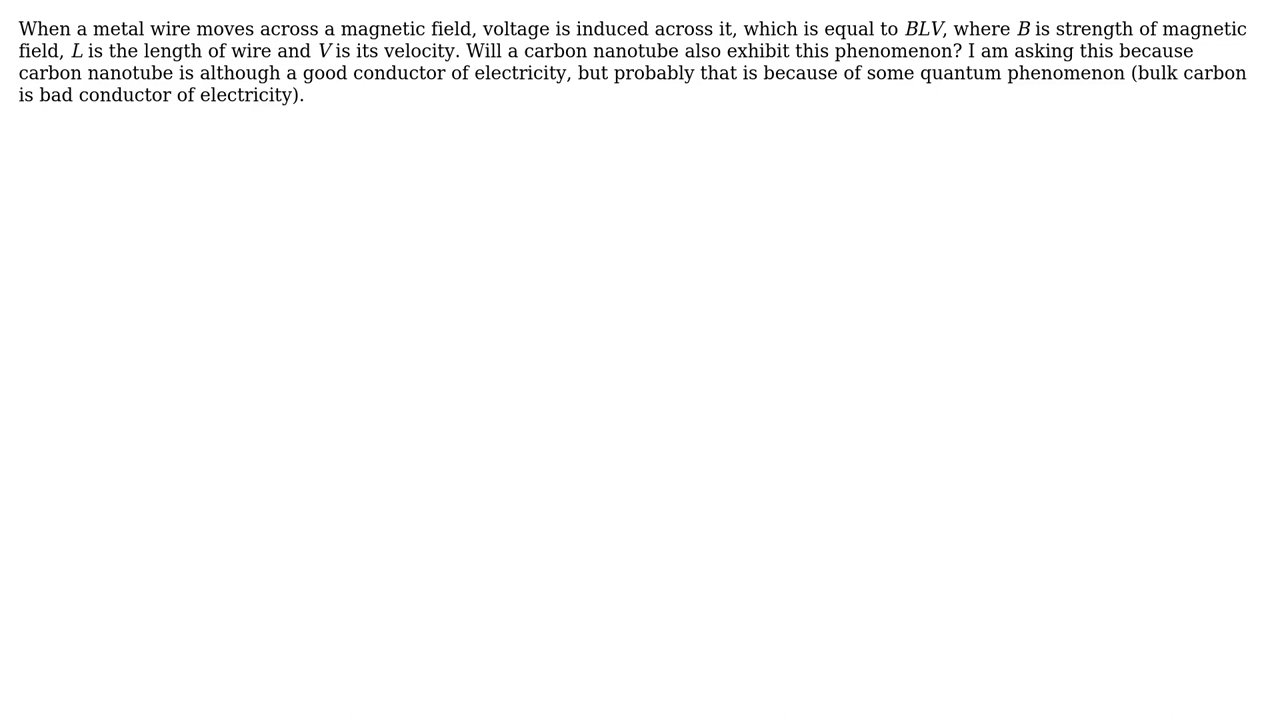 When a metal wire moves across a magnetic field, voltage is induced across it, which is equal to BLV, where B is strength of magnetic
field, L is the length of wire and V is its velocity. Will a carbon nanotube also exhibit this phenomenon? I am asking this because
carbon nanotube is although a good conductor of electricity, but probably that is because of some quantum phenomenon (bulk carbon
is bad conductor of electricity).